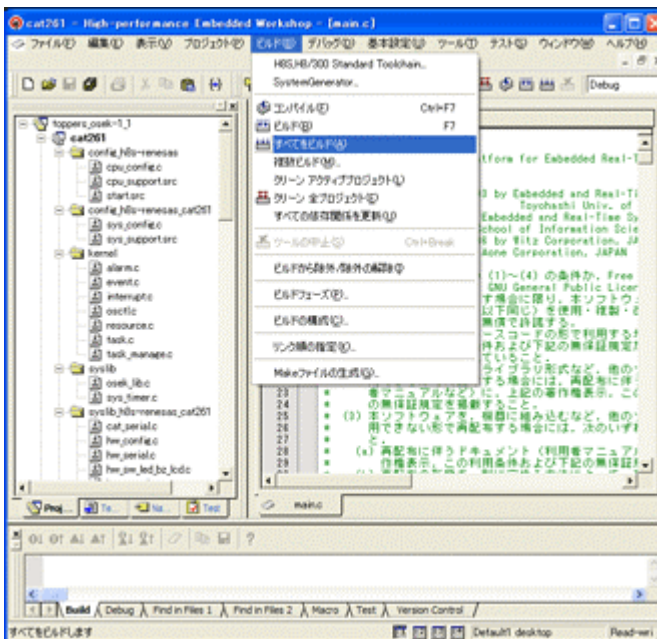 cat261 - High-performance Embedded Workshop - [main.c]
ファイル(F) 編集(E) 表示(V) プロジェクト(P) ビルド(B) デバッグ(D) 基本設定(U) ツール(T) テスト(S) ウィンドウ(W) ヘルプ(H)
H8S,H8/300 Standard Toolchain...
SystemGenerator...
コンパイル(F) Ctrl+F7
ビルド(B) F7
すべてをビルド(A)
複数ビルド(M)...
クリーン アクティブプロジェクト(L)
クリーン 全プロジェクト(E)
すべての依存関係を更新(U)
ツールの中止(S) Ctrl+Break
ビルドから除外/除外の解除(I)
ビルドフェーズ(P)...
ビルドの構成(C)...
リンク順の指定(K)...
Makeファイルの生成(G)...
Debug
toppers_osek-1_1
cat261
config_h8s-renesas
cpu_config.c
cpu_support.src
start.src
config_h8s-renesas_cat261
sys_config.c
sys_support.src
kernel
alarm.c
event.c
interrupt.c
osctl.c
resource.c
task.c
task_manage.c
syslib
osek_lib.c
sys_timer.c
syslib_h8s-renesas_cat261
cat_serial.c
hw_config.c
hw_serial.c
hw_sw_led_bz_lcd.c
Proj... Te... Na... Test
tform for Embedded Real-T
by Embedded and Real-Ti
Toyohashi Univ. of
Embedded and Real-Time Sy
chool of Information Scie
by Witz Corporation, JA
Aone Corporation, JAPAN
(1)~(4) の条件か，Free
GNU General Public Licen
す場合に限り，本ソフトウ
以下同じ）を使用・複製・改
無償で許諾する．
ースコードの形で利用するた
件および下記の無保証規定が
ていること．
ライブラリ形式など，他のソ
する場合には，再配布に伴う
23 * 者マニュアルなど）に，上記の著作権表示，この
24 * の無保証規定を掲載すること．
25 * (3) 本ソフトウェアを，機器に組み込むなど，他のソ
26 * 用できない形で再配布する場合には，次のいずれ
27 * と．
28 * (a) 再配布に伴うドキュメント（利用者マニュアル
29 * 作権表示，この利用条件および下記の無保証規
main.c
Build Debug Find in Files 1 Find in Files 2 Macro Test Version Control
すべてをビルドします Default1 desktop Read-wri